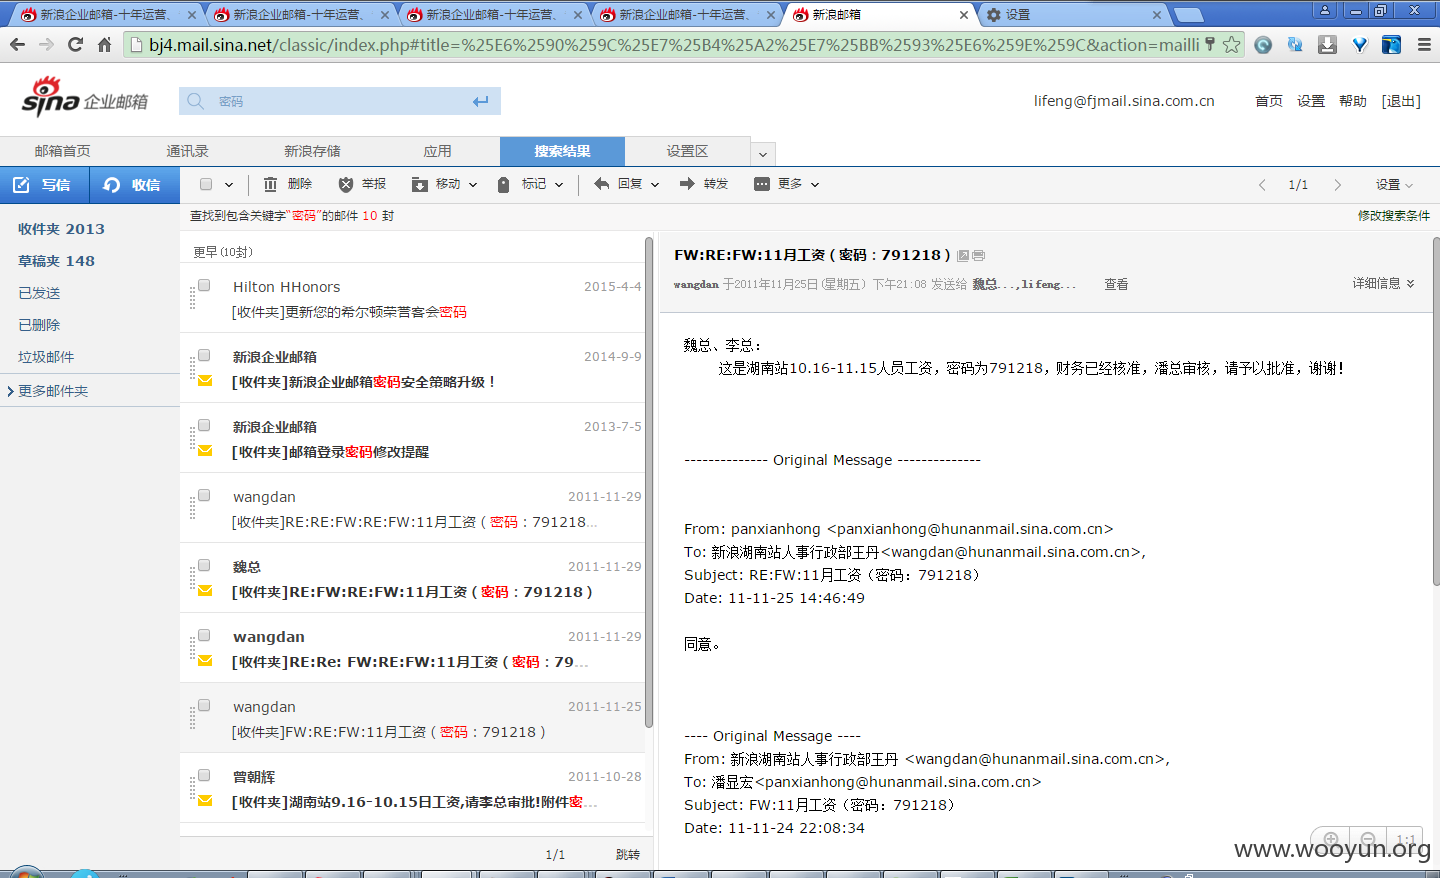 新浪企业邮箱-十年运营、
新浪企业邮箱-十年运营、
新浪企业邮箱-十年运营、
新浪企业邮箱-十年运营、
新浪邮箱
设置
bj4.mail.sina.net/classic/index.php#title=%25E6%2590%259C%25E7%25B4%25A2%25E7%25BB%2593%25E6%259E%259C&action=mailli
sina 企业邮箱
密码
lifeng@fjmail.sina.com.cn
首页 设置 帮助 [退出]
邮箱首页 通讯录 新浪存储 应用 搜索结果 设置区
写信 收信
删除 举报 移动 标记 回复 转发 更多
1/1
设置
查找到包含关键字“密码”的邮件 10 封
修改搜索条件
收件夹 2013
草稿夹 148
已发送
已删除
垃圾邮件
更多邮件夹
更早(10封)
Hilton HHonors 2015-4-4
[收件夹]更新您的希尔顿荣誉客会密码
新浪企业邮箱 2014-9-9
[收件夹]新浪企业邮箱密码安全策略升级！
新浪企业邮箱 2013-7-5
[收件夹]邮箱登录密码修改提醒
wangdan 2011-11-29
[收件夹]RE:RE:FW:RE:FW:11月工资（密码：791218...
魏总 2011-11-29
[收件夹]RE:FW:RE:FW:11月工资（密码：791218）
wangdan 2011-11-29
[收件夹]RE:Re: FW:RE:FW:11月工资（密码：79...
wangdan 2011-11-25
[收件夹]FW:RE:FW:11月工资（密码：791218）
曾朝辉 2011-10-28
[收件夹]湖南站9.16-10.15日工资,请李总审批!附件密...
1/1 跳转
FW:RE:FW:11月工资（密码：791218）
wangdan 于2011年11月25日(星期五) 下午21:08 发送给 魏总...,lifeng... 查看
详细信息
魏总、李总：
这是湖南站10.16-11.15人员工资，密码为791218，财务已经核准，潘总审核，请予以批准，谢谢！
-------------- Original Message --------------
From: panxianhong <panxianhong@hunanmail.sina.com.cn>
To: 新浪湖南站人事行政部王丹<wangdan@hunanmail.sina.com.cn>,
Subject: RE:FW:11月工资（密码：791218）
Date: 11-11-25 14:46:49
同意。
---- Original Message ----
From: 新浪湖南站人事行政部王丹 <wangdan@hunanmail.sina.com.cn>,
To: 潘显宏<panxianhong@hunanmail.sina.com.cn>
Subject: FW:11月工资（密码：791218）
Date: 11-11-24 22:08:34
1:1
www.wooyun.org